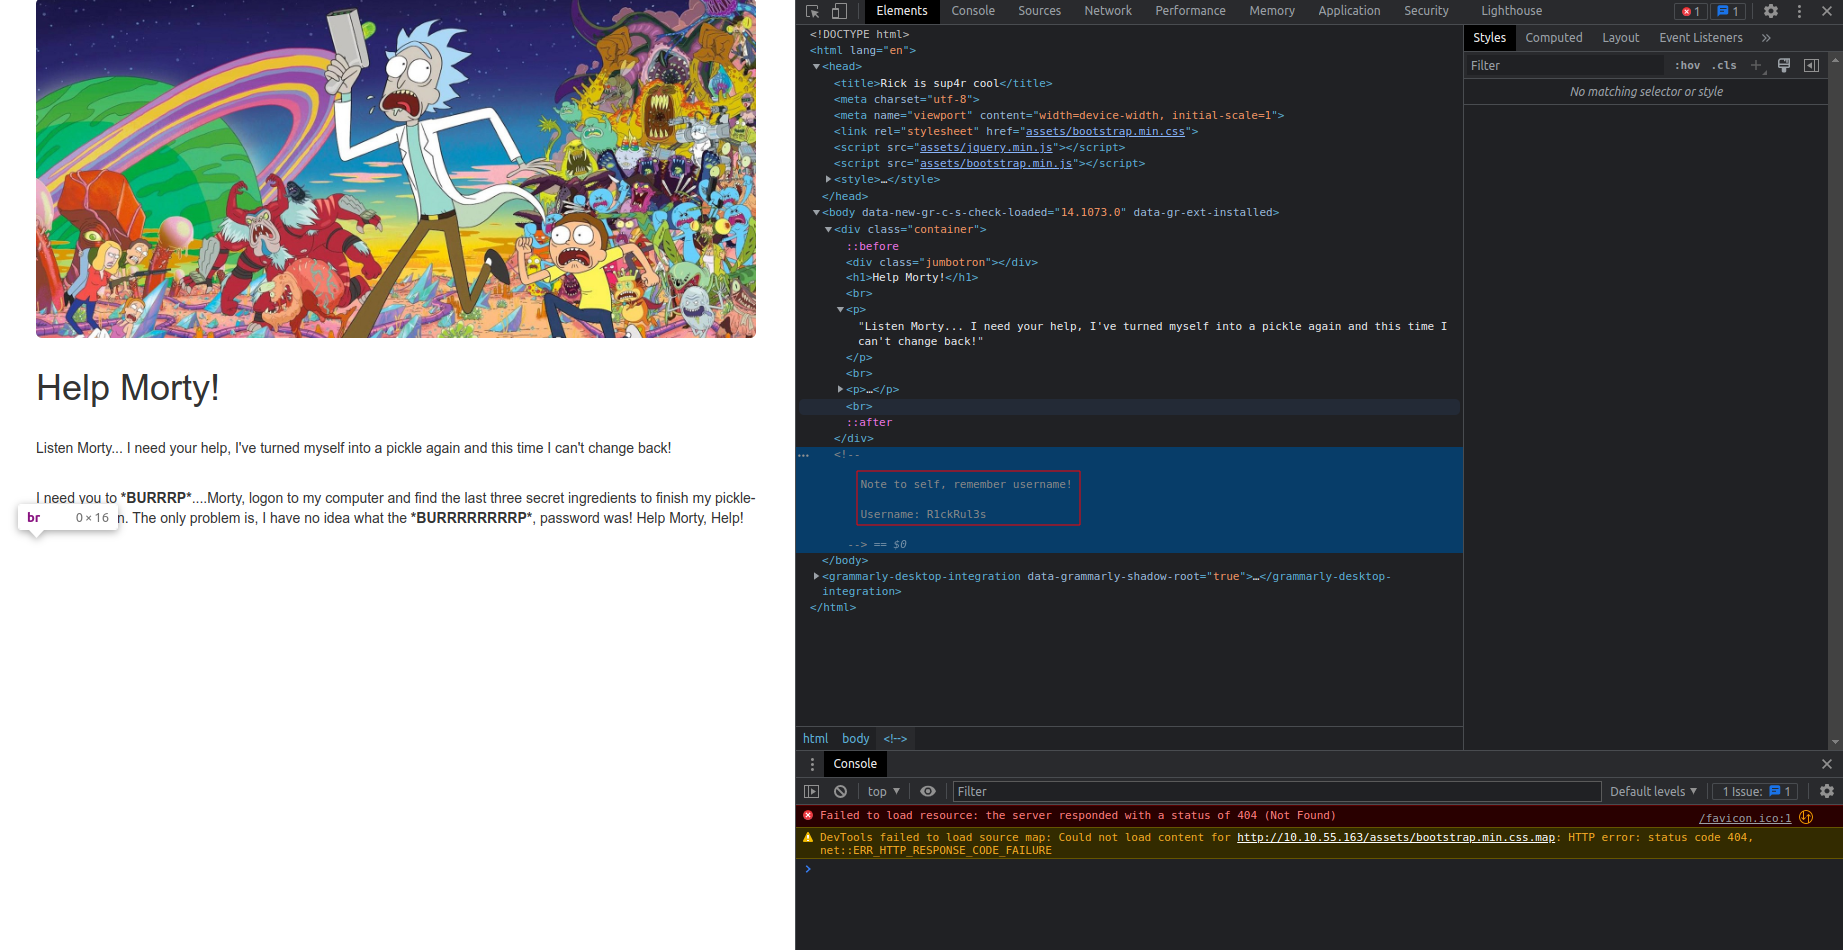 Help Morty!
Listen Morty... I need your help, I've turned myself into a pickle again and this time I can't change back!
I need you to *BURRRP*....Morty, logon to my computer and find the last three secret ingredients to finish my pickle-
n. The only problem is, I have no idea what the *BURRRRRRRRP*, password was! Help Morty, Help!
br 0 × 16
Elements Console Sources Network Performance Memory Application Security Lighthouse 1 1
<!DOCTYPE html>
<html lang="en">
<head>
<title>Rick is sup4r cool</title>
<meta charset="utf-8">
<meta name="viewport" content="width=device-width, initial-scale=1">
<link rel="stylesheet" href="assets/bootstrap.min.css">
<script src="assets/jquery.min.js"></script>
<script src="assets/bootstrap.min.js"></script>
<style>…</style>
</head>
<body data-new-gr-c-s-check-loaded="14.1073.0" data-gr-ext-installed>
<div class="container">
::before
<div class="jumbotron"></div>
<h1>Help Morty!</h1>
<br>
<p>
"Listen Morty... I need your help, I've turned myself into a pickle again and this time I
can't change back!"
</p>
<br>
<p>…</p>
<br>
::after
</div>
<!--
Note to self, remember username!
Username: R1ckRul3s
--> == $0
</body>
<grammarly-desktop-integration data-grammarly-shadow-root="true">…</grammarly-desktop-
integration>
</html>
html body <!-->
Styles Computed Layout Event Listeners »
Filter :hov .cls
No matching selector or style
Console
top Filter Default levels 1 Issue: 1
Failed to load resource: the server responded with a status of 404 (Not Found) /favicon.ico:1
DevTools failed to load source map: Could not load content for http://10.10.55.163/assets/bootstrap.min.css.map: HTTP error: status code 404,
net::ERR_HTTP_RESPONSE_CODE_FAILURE